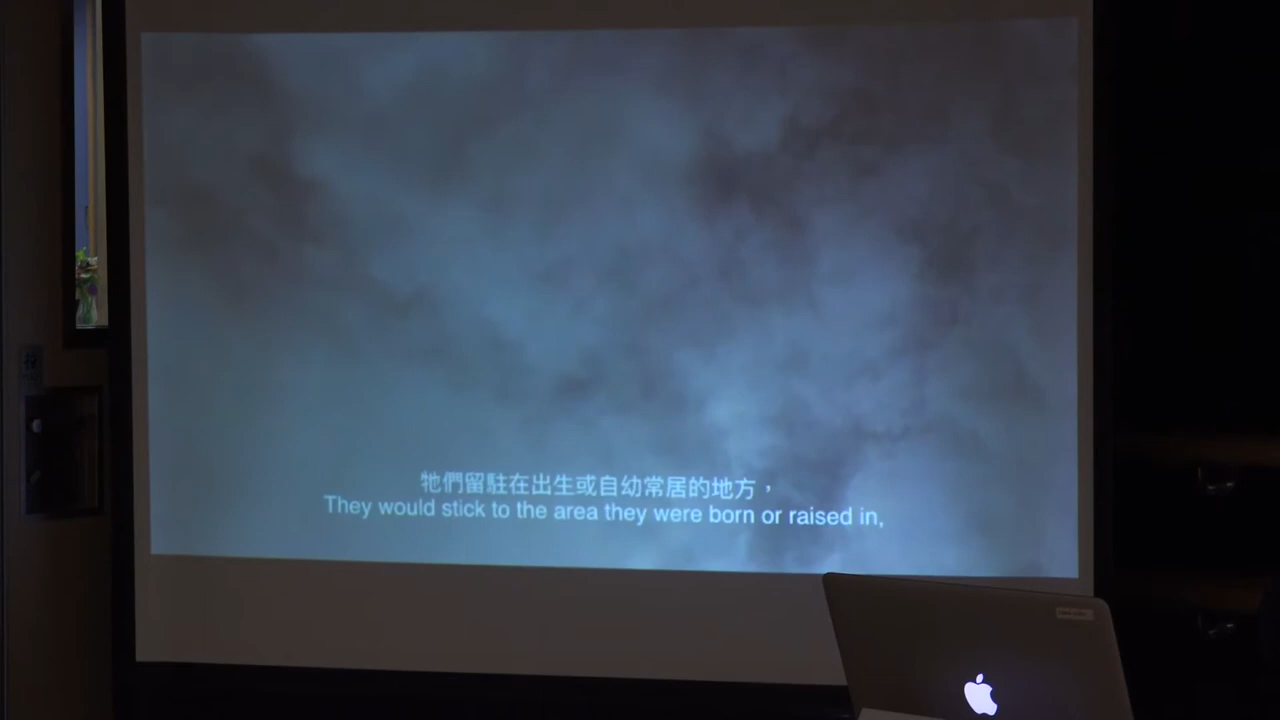 牠們留駐在出生或自幼常居的地方，
They would stick to the area they were born or raised in,